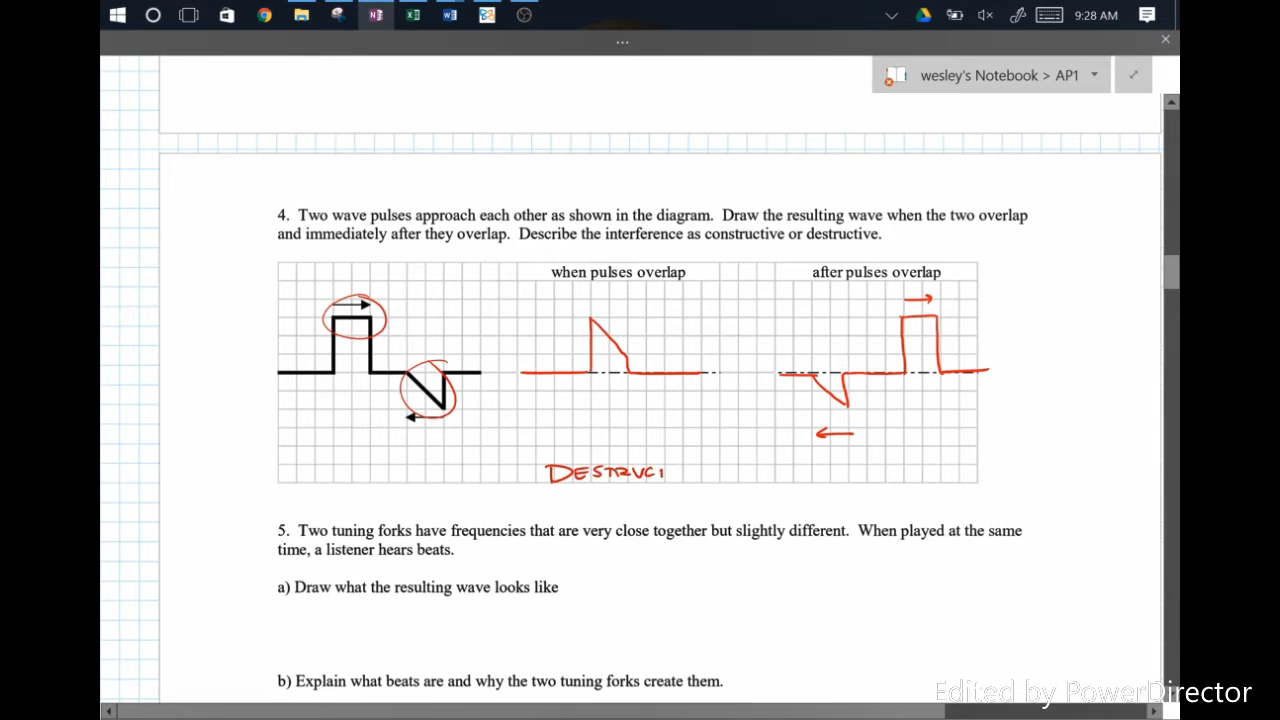 9:28 AM
...
wesley's Notebook > AP1
4. Two wave pulses approach each other as shown in the diagram. Draw the resulting wave when the two overlap
and immediately after they overlap. Describe the interference as constructive or destructive.
when pulses overlap
after pulses overlap
DESTRUCI
5. Two tuning forks have frequencies that are very close together but slightly different. When played at the same
time, a listener hears beats.
a) Draw what the resulting wave looks like
b) Explain what beats are and why the two tuning forks create them.
Edited by PowerDirector